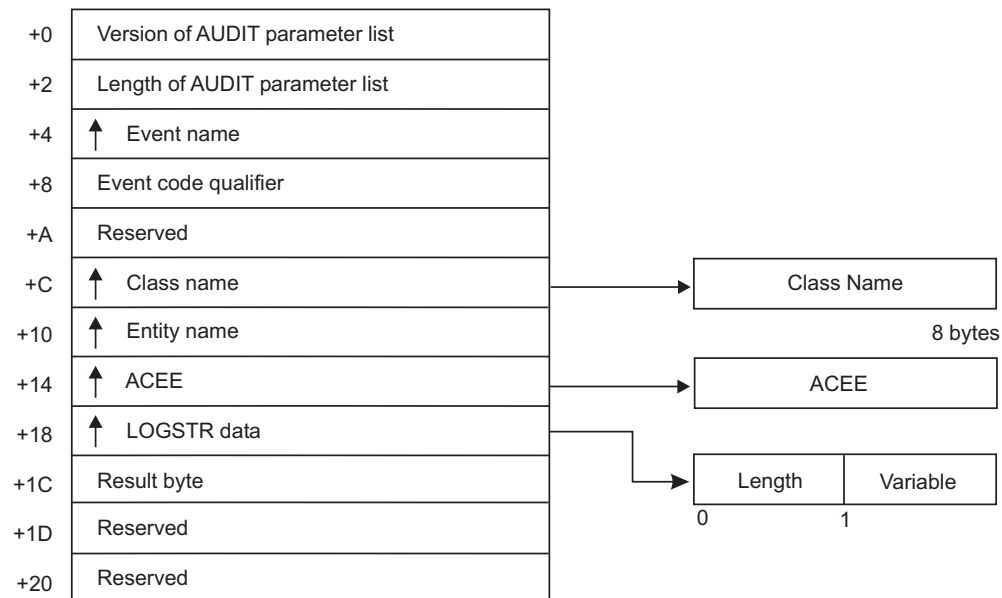 +0 Version of AUDIT parameter list
+2 Length of AUDIT parameter list
+4 Event name
+8 Event code qualifier
+A Reserved
+C Class name Class Name
+10 Entity name 8 bytes
+14 ACEE ACEE
+18 LOGSTR data
+1C Result byte Length Variable
0 1
+1D Reserved
+20 Reserved